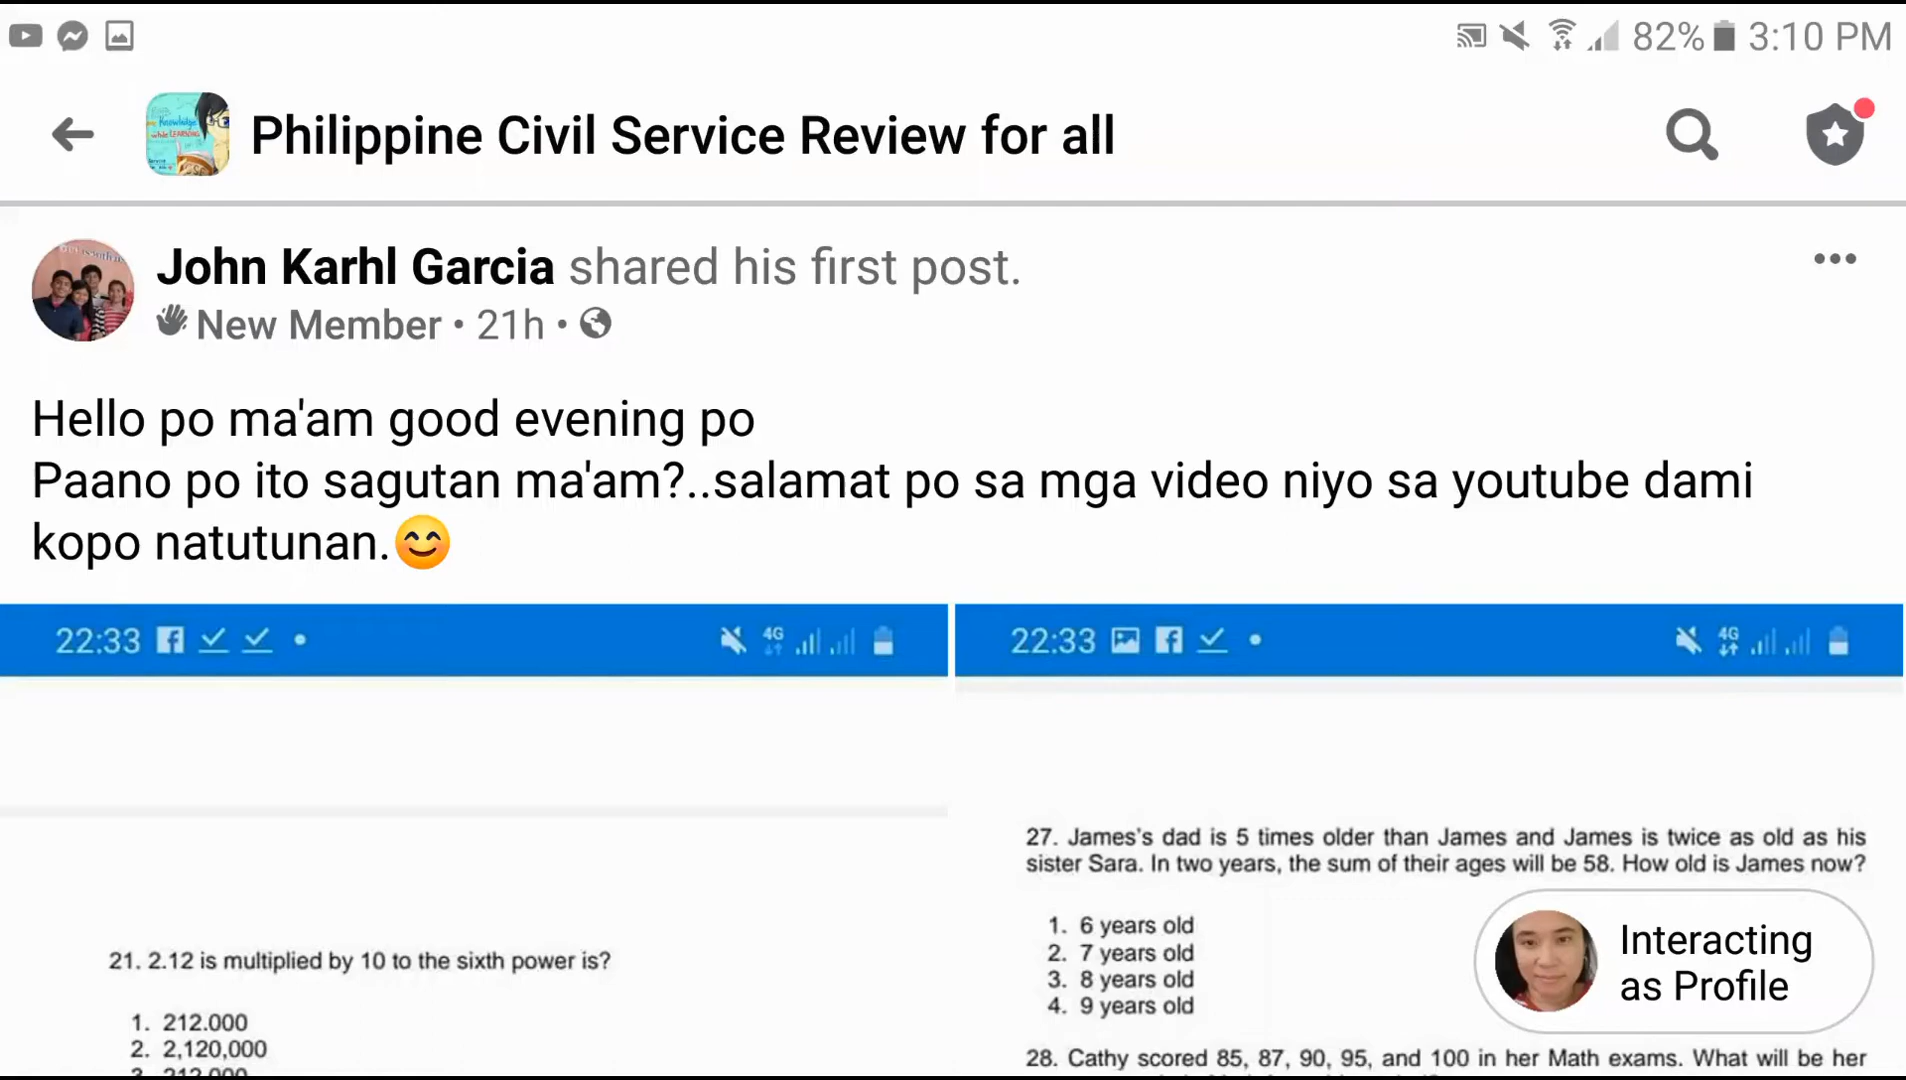 82% 3:10 PM
Philippine Civil Service Review for all
John Karhl Garcia shared his first post.
New Member • 21h •
Hello po ma'am good evening po
Paano po ito sagutan ma'am?..salamat po sa mga video niyo sa youtube dami
kopo natutunan.😊
22:33 4G
21. 2.12 is multiplied by 10 to the sixth power is?
1. 212.000
2. 2,120,000
3. 212,000
22:33 4G
27. James's dad is 5 times older than James and James is twice as old as his
sister Sara. In two years, the sum of their ages will be 58. How old is James now?
1. 6 years old
2. 7 years old
3. 8 years old
4. 9 years old
28. Cathy scored 85, 87, 90, 95, and 100 in her Math exams. What will be her
Interacting
as Profile